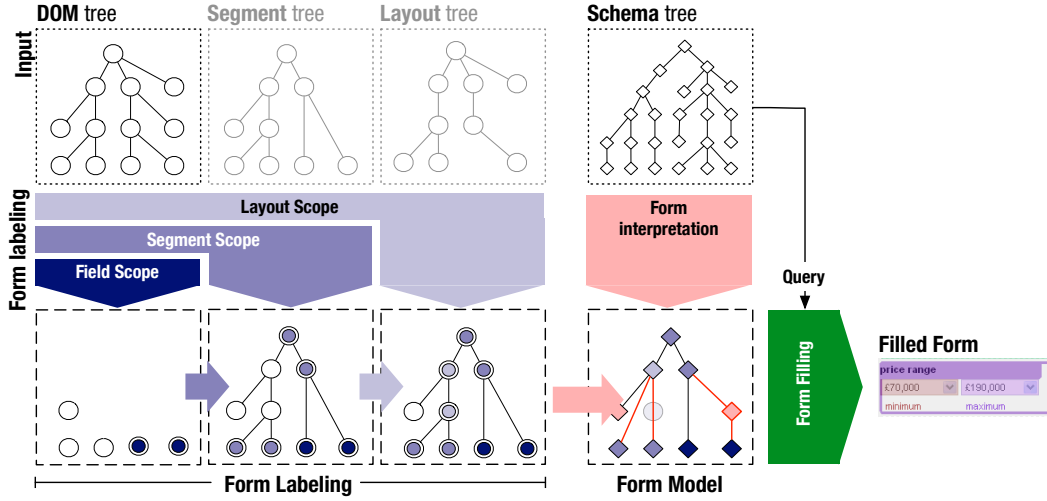 DOM tree
Segment tree
Layout tree
Schema tree
Input
Layout Scope
Segment Scope
Field Scope
Form labeling
Form
interpretation
Query
Form Filling
Filled Form
price range
£70,000
£190,000
minimum
maximum
Form Labeling
Form Model